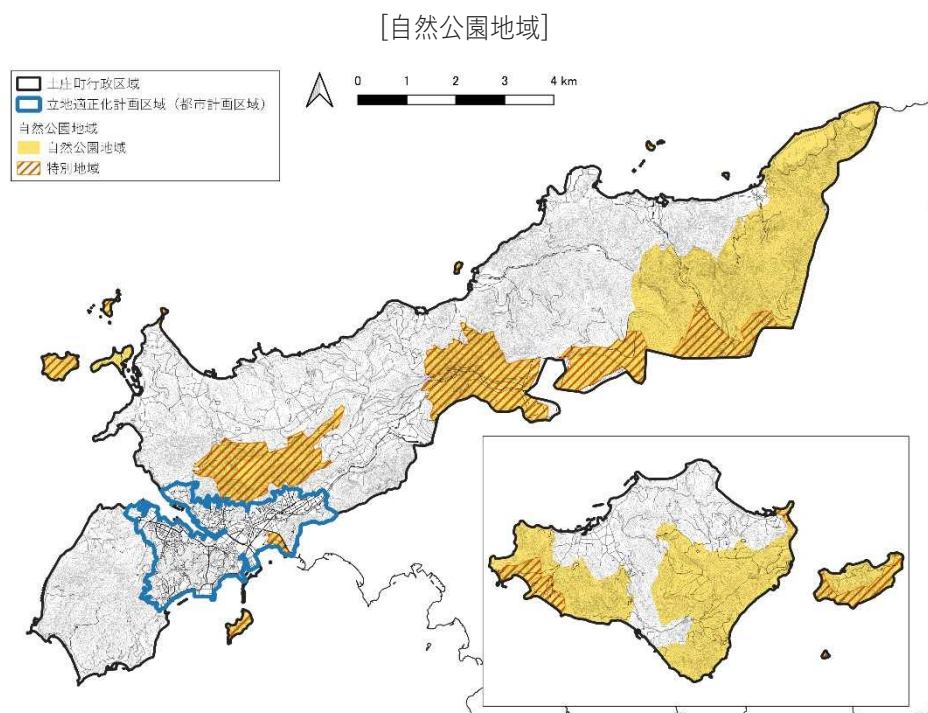 [自然公園地域]
土庄町行政区域
立地適正化計画区域（都市計画区域）
自然公園地域
自然公園地域
特別地域
0 1 2 3 4 km